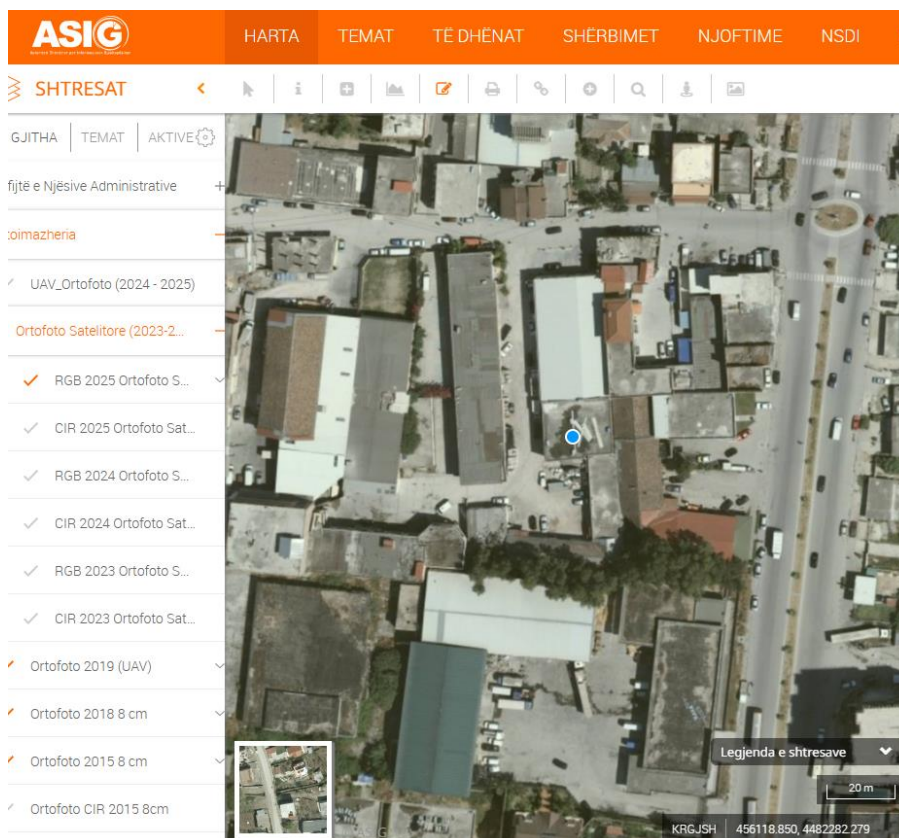 ASIG
HARTA TEMAT TË DHËNAT SHËRBIMET NJOFTIME NSDI
SHTRESAT
GJITHA TEMAT AKTIVE
fijtë e Njësive Administrative
toimazheria
UAV_Ortofoto (2024 - 2025)
Ortofoto Satelitore (2023-2...
RGB 2025 Ortofoto S...
CIR 2025 Ortofoto Sat...
RGB 2024 Ortofoto S...
CIR 2024 Ortofoto Sat...
RGB 2023 Ortofoto S...
CIR 2023 Ortofoto Sat...
Ortofoto 2019 (UAV)
Ortofoto 2018 8 cm
Ortofoto 2015 8 cm
Ortofoto CIR 2015 8cm
Legjenda e shtresave
20 m
KRGJSH 456118.850, 4482282.279